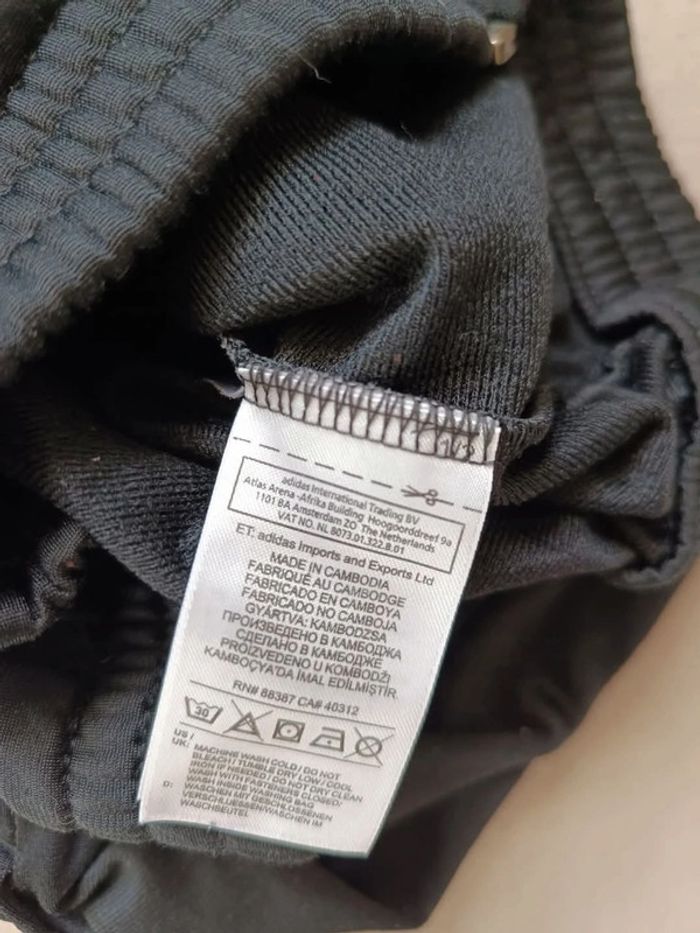 adidas International Trading BV
Atlas Arena -Afrika Building Hoogoorddreef 9a
1101 BA Amsterdam ZO The Netherlands
VAT NO. NL 8073.01.322.B.01
ET: adidas Imports and Exports Ltd
MADE IN CAMBODIA
FABRIQUÉ AU CAMBODGE
FABRICADO EN CAMBOYA
FABRICADO NO CAMBOJA
GYÁRTVA: KAMBODZSA
ПРОИЗВЕДЕНО В КАМБОДЖА
СДЕЛАНО В КАМБОДЖЕ
PROIZVEDENO U KOMBODŽI
KAMBOÇYA'DA İMAL EDİLMİŞTİR.
RN# 88387 CA# 40312
30
US /
UK: MACHINE WASH COLD / DO NOT
BLEACH / TUMBLE DRY LOW / COOL
IRON IF NEEDED / DO NOT DRY CLEAN
WASH WITH FASTENERS CLOSED;
WASH INSIDE WASHING BAG
D: WASCHEN MIT GESCHLOSSENEN
VERSCHLUESSEN/WASCHEN IM
WASCHBEUTEL